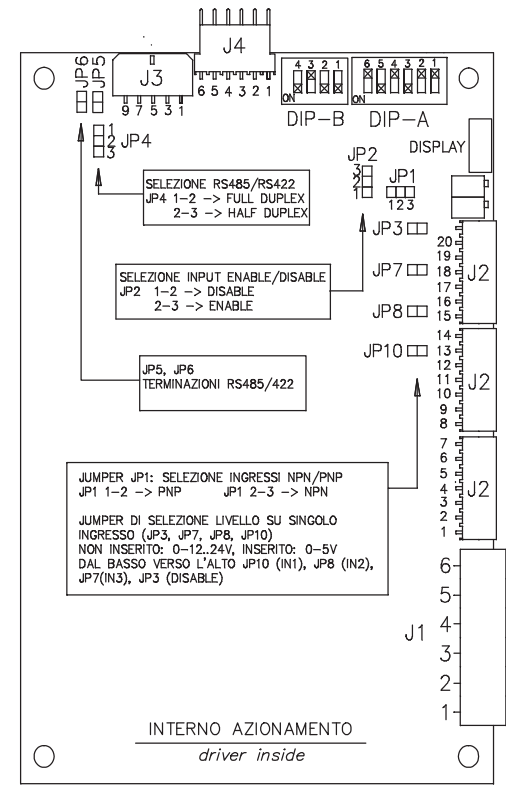 JP6
JP5
J3
9 7 5 3 1
J4
6 5 4 3 2 1
4 3 2 1
ON
DIP-B
6 5 4 3 2 1
ON
DIP-A
1
2
3
JP4
DISPLAY
JP2
3
2
1
JP1
1 2 3
SELEZIONE RS485/RS422
JP4 1-2 -> FULL DUPLEX
2-3 -> HALF DUPLEX
JP3
JP7
JP8
JP10
20
19
18
17
16
15
J2
SELEZIONE INPUT ENABLE/DISABLE
JP2 1-2 -> DISABLE
2-3 -> ENABLE
14
13
12
11
10
9
8
J2
JP5, JP6
TERMINAZIONI RS485/422
7
6
5
4
3
2
1
J2
JUMPER JP1: SELEZIONE INGRESSI NPN/PNP
JP1 1-2 -> PNP JP1 2-3 -> NPN
JUMPER DI SELEZIONE LIVELLO SU SINGOLO
INGRESSO (JP3, JP7, JP8, JP10)
NON INSERITO: 0-12..24V, INSERITO: 0-5V
DAL BASSO VERSO L'ALTO JP10 (IN1), JP8 (IN2),
JP7(IN3), JP3 (DISABLE)
J1
6
5
4
3
2
1
INTERNO AZIONAMENTO
driver inside